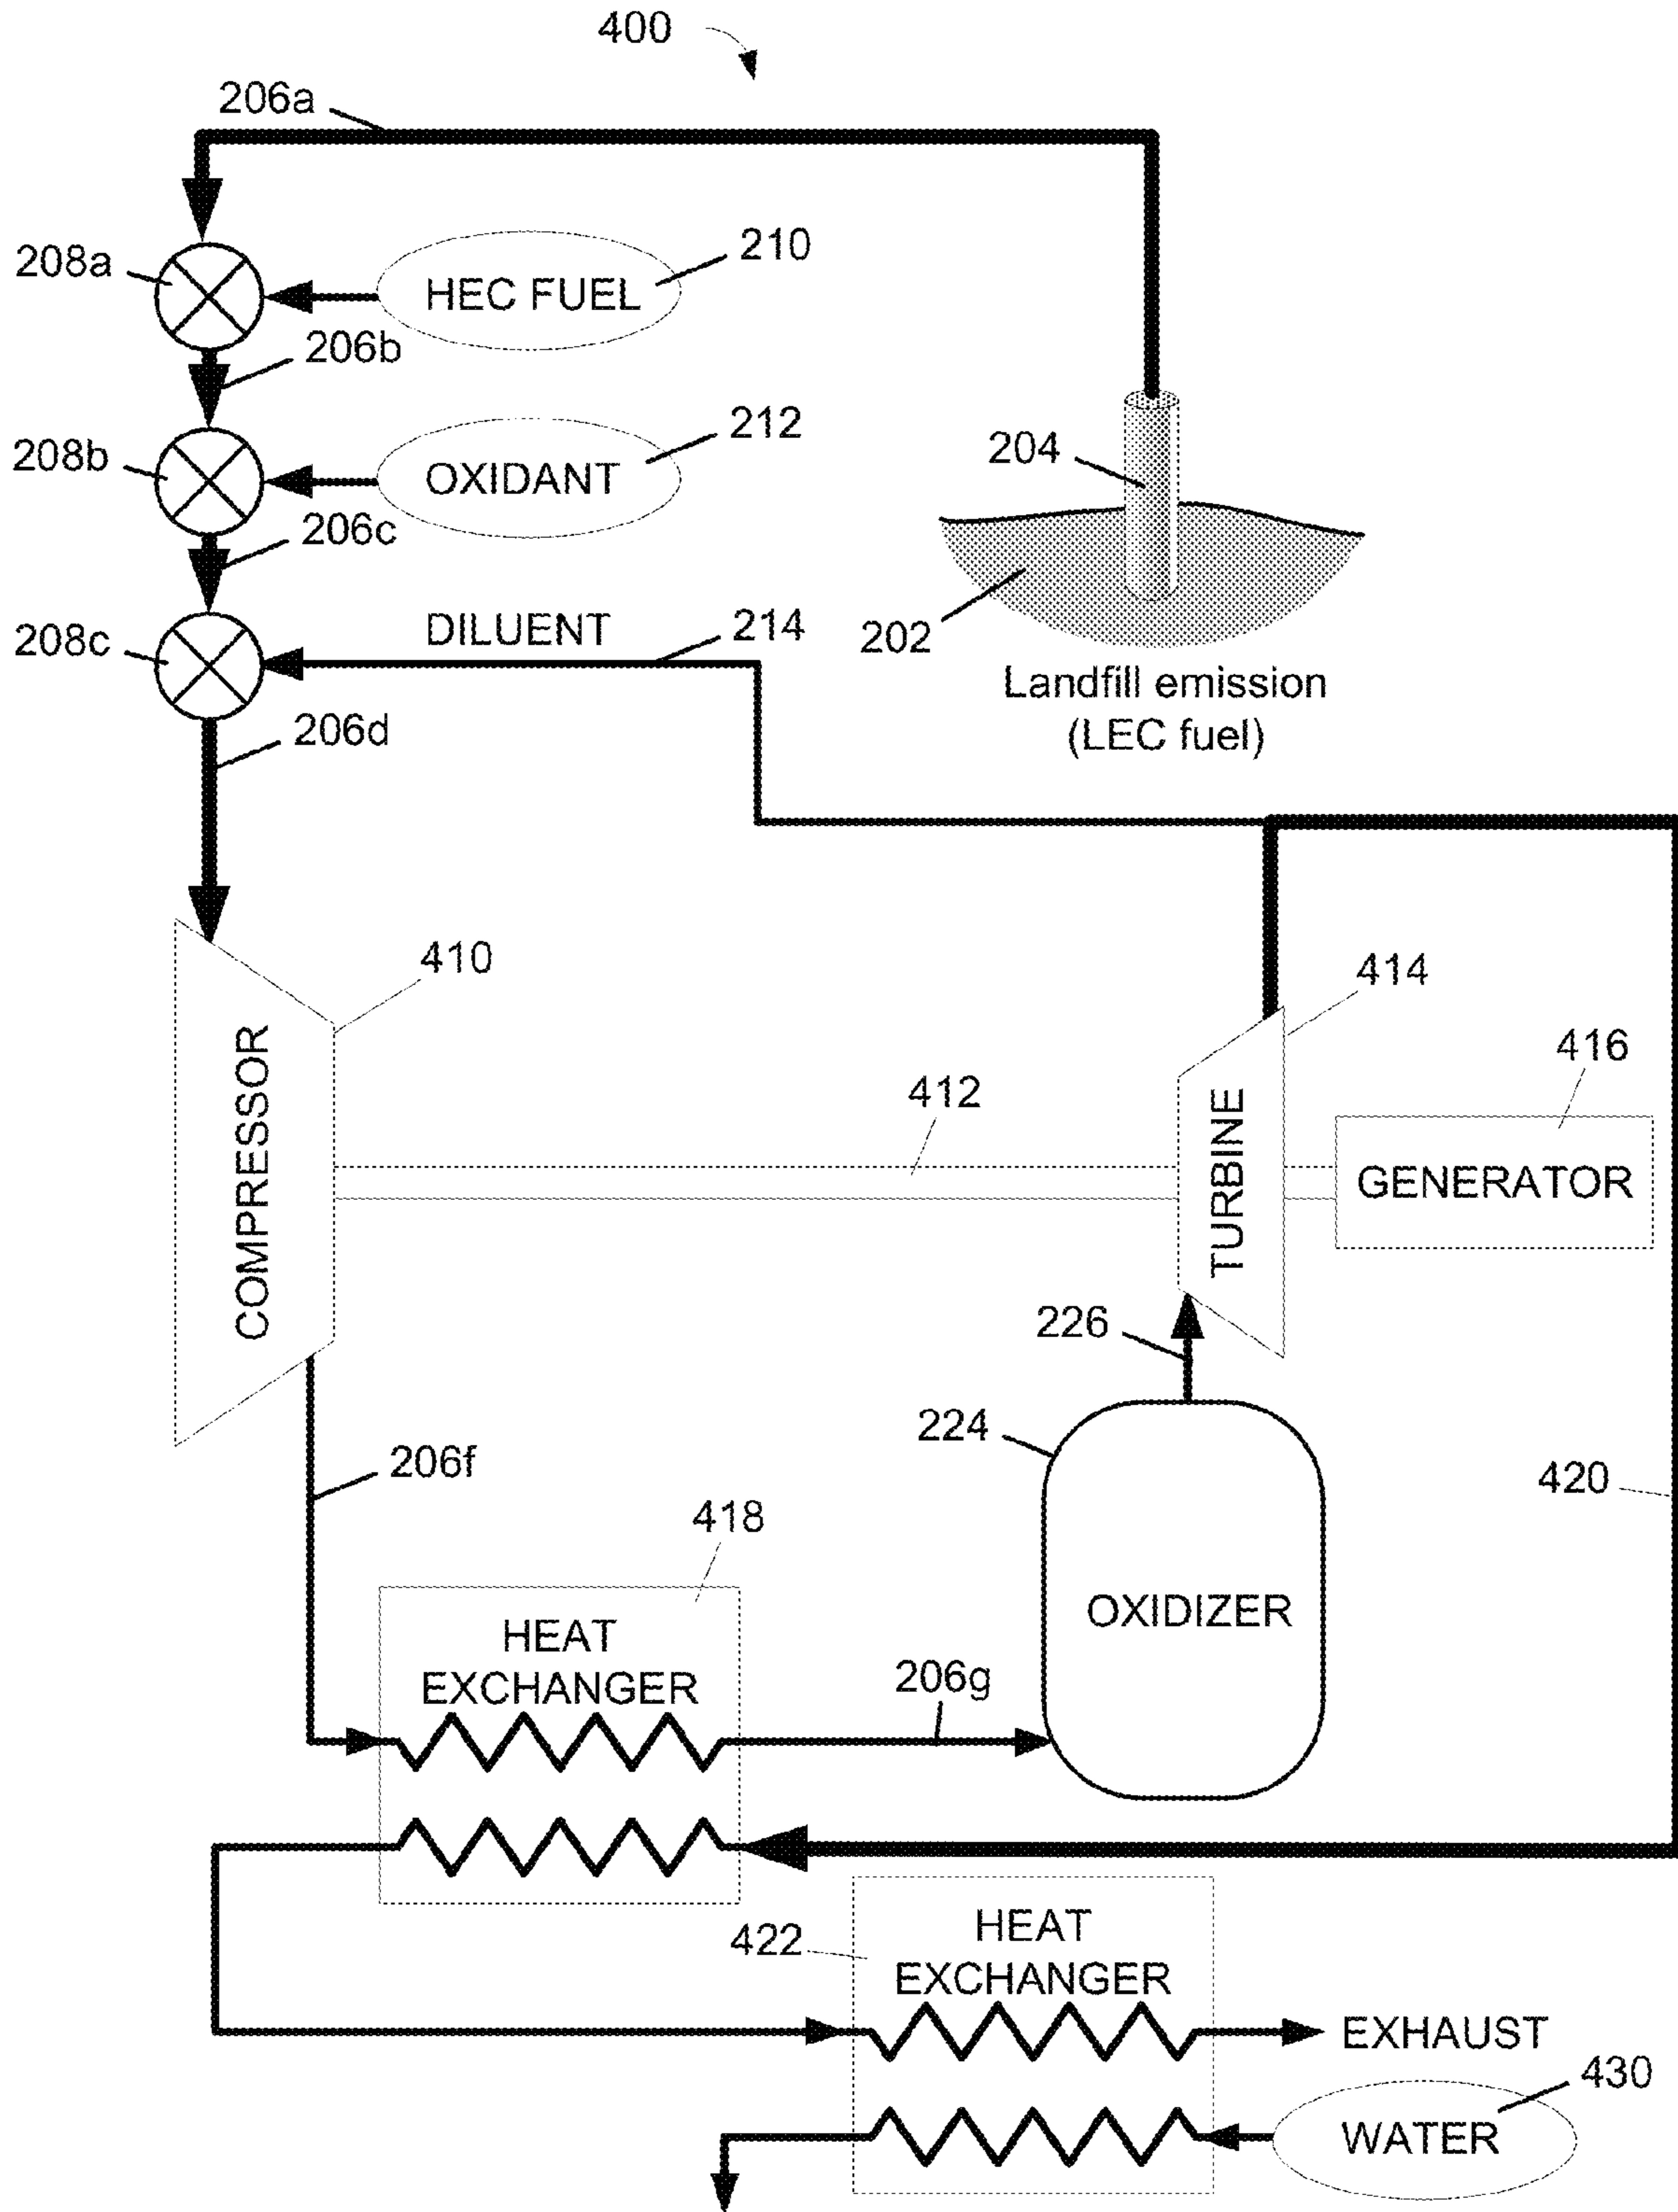 400
206a
208a
HEC FUEL
210
206b
208b
OXIDANT
212
204
206c
208c
DILUENT
214
202
Landfill emission
(LEC fuel)
206d
410
414
416
412
COMPRESSOR
TURBINE
GENERATOR
226
224
206f
420
418
OXIDIZER
HEAT
EXCHANGER
206g
422
HEAT
EXCHANGER
EXHAUST
430
WATER